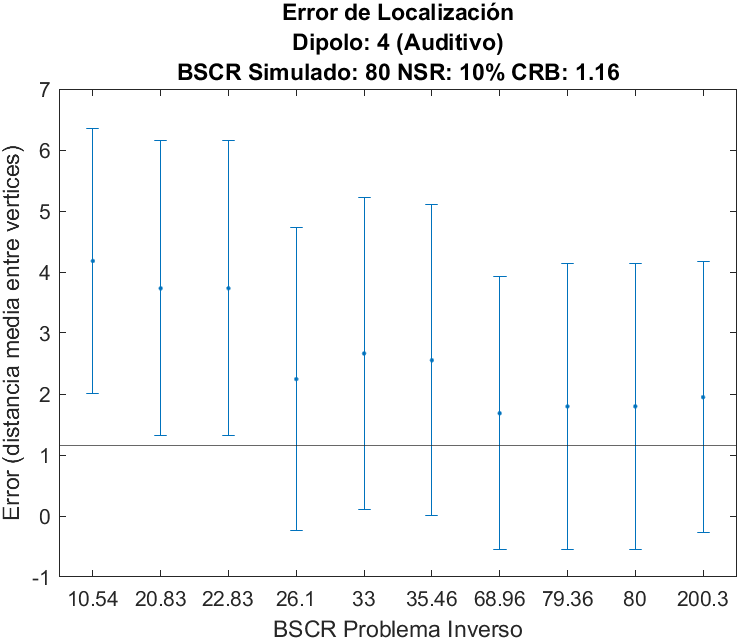 Error de Localización
Dipolo: 4 (Auditivo)
BSCR Simulado: 80 NSR: 10% CRB: 1.16
Error (distancia media entre vertices)
7
6
5
4
3
2
1
0
-1
10.54 20.83 22.83 26.1 33 35.46 68.96 79.36 80 200.3
BSCR Problema Inverso